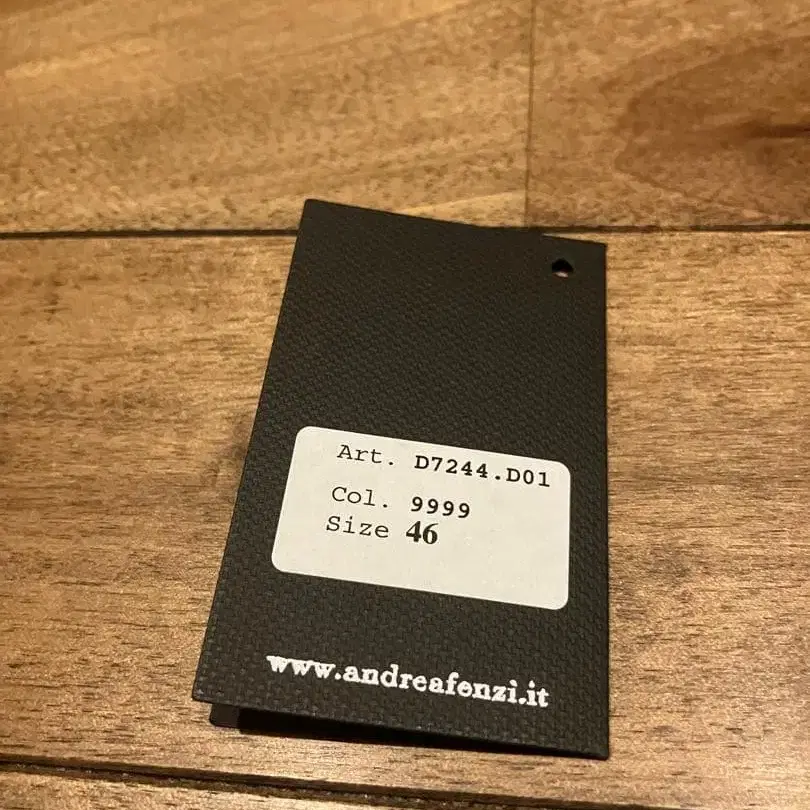 Art. D7244.D01
Col. 9999
Size 46
www.andreafenzi.it